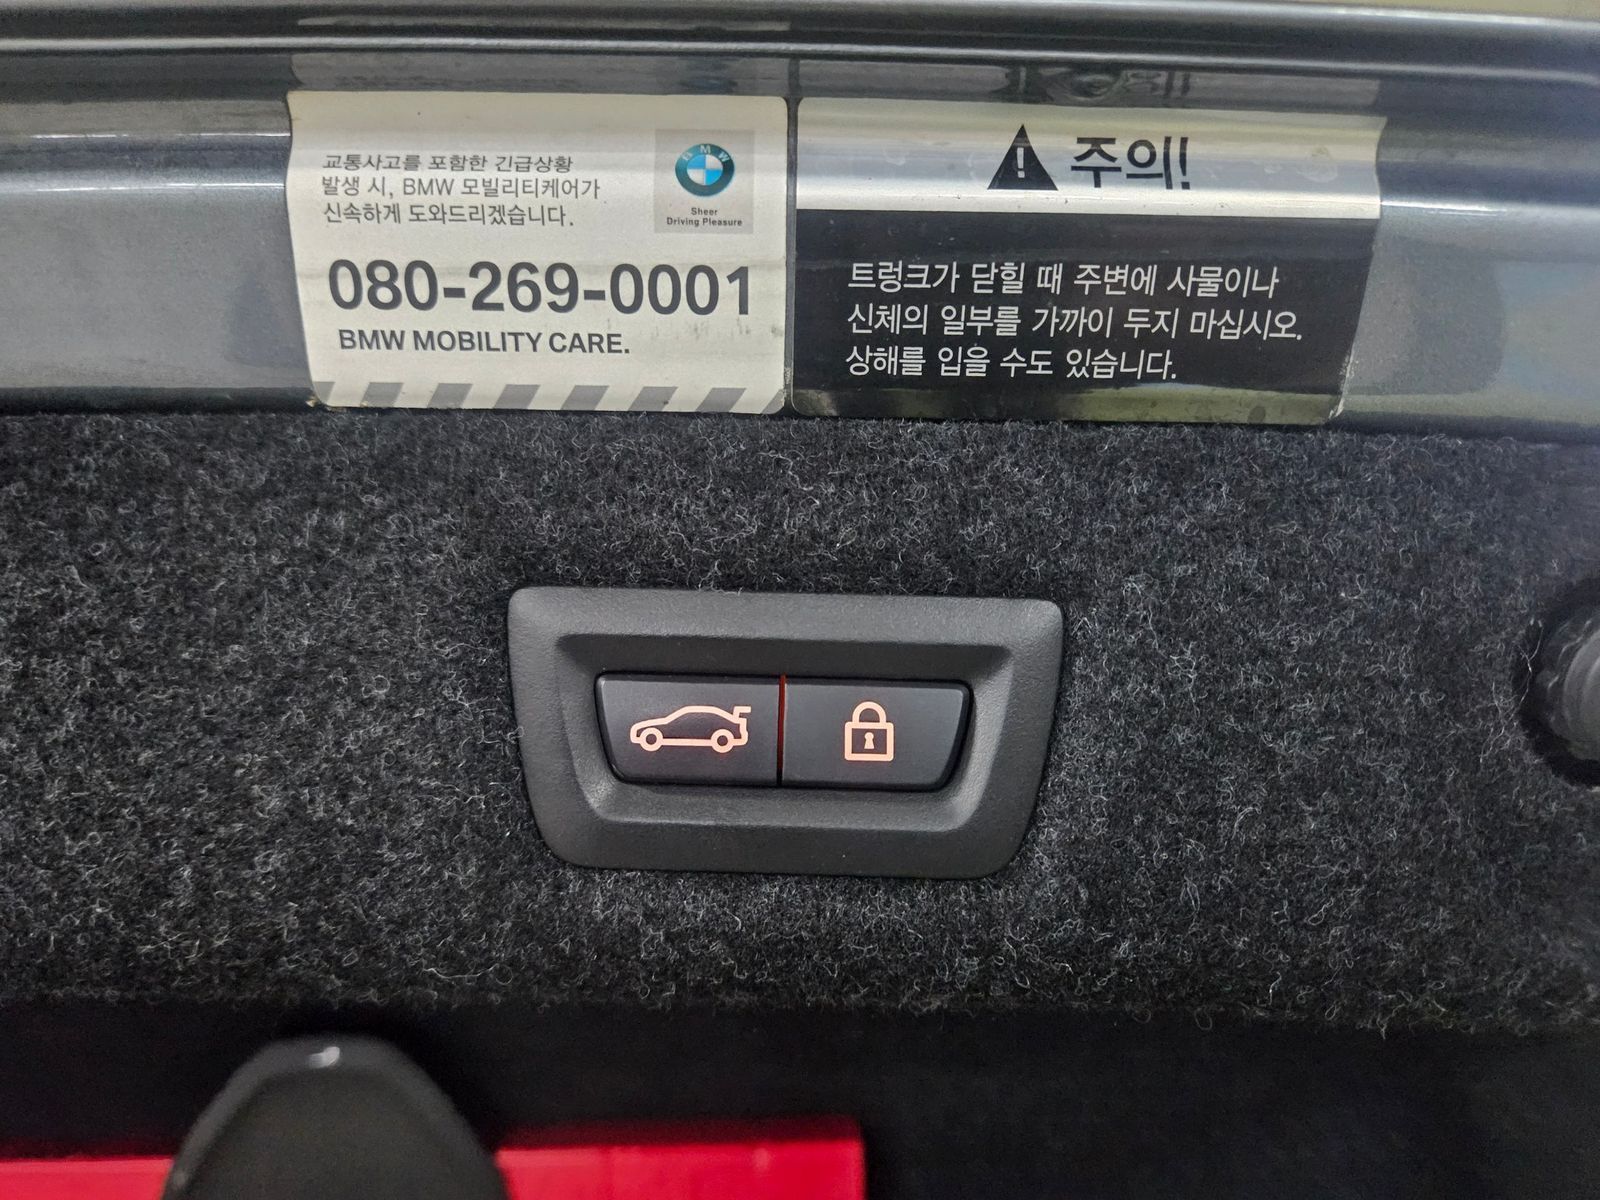 교통사고를 포함한 긴급상황
발생 시, BMW 모빌리티케어가
신속하게 도와드리겠습니다.
BMW
Sheer
Driving Pleasure
080-269-0001
BMW MOBILITY CARE.
주의!
트렁크가 닫힐 때 주변에 사물이나
신체의 일부를 가까이 두지 마십시오.
상해를 입을 수도 있습니다.